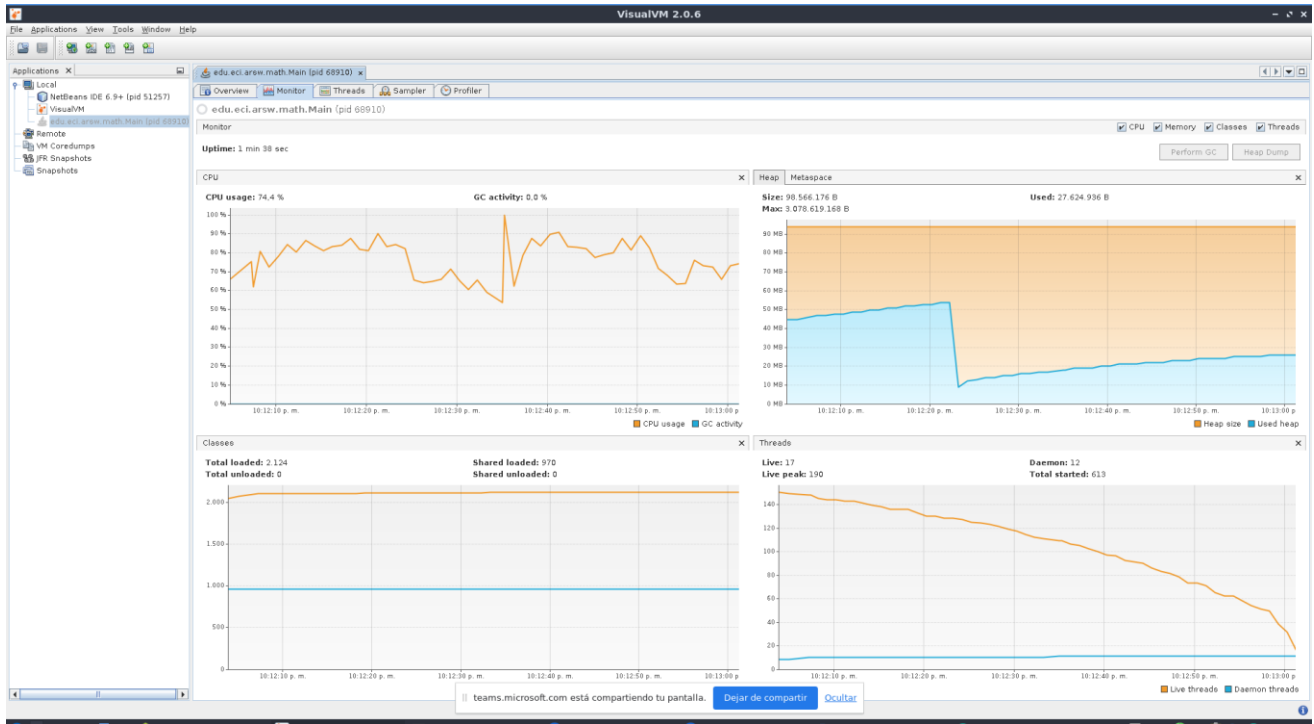 VisualVM 2.0.6
File Applications View Tools Window Help
Applications
Local
NetBeans IDE 6.9+ (pid 51257)
VisualVM
edu.eci.arsw.math.Main (pid 68910)
Remote
VM Coredumps
JFR Snapshots
Snapshots
edu.eci.arsw.math.Main (pid 68910)
Overview Monitor Threads Sampler Profiler
edu.eci.arsw.math.Main (pid 68910)
Monitor
CPU Memory Classes Threads
Uptime: 1 min 38 sec
Perform GC Heap Dump
CPU
CPU usage: 74,4 % GC activity: 0,0 %
100 %
90 %
80 %
70 %
60 %
50 %
40 %
30 %
20 %
10 %
0 %
10:12:10 p. m. 10:12:20 p. m. 10:12:30 p. m. 10:12:40 p. m. 10:12:50 p. m. 10:13:00 p
CPU usage GC activity
Heap Metaspace
Size: 98.566.176 B Used: 27.624.936 B
Max: 3.078.619.168 B
90 MB
80 MB
70 MB
60 MB
50 MB
40 MB
30 MB
20 MB
10 MB
0 MB
10:12:10 p. m. 10:12:20 p. m. 10:12:30 p. m. 10:12:40 p. m. 10:12:50 p. m. 10:13:00 p
Heap size Used heap
Classes
Total loaded: 2.124 Shared loaded: 970
Total unloaded: 0 Shared unloaded: 0
2.000
1.500
1.000
500
0
10:12:10 p. m. 10:12:20 p. m. 10:12:30 p. m. 10:12:40 p. m. 10:12:50 p. m. 10:13:00 p
Threads
Live: 17 Daemon: 12
Live peak: 190 Total started: 613
140
120
100
80
60
40
20
0
10:12:10 p. m. 10:12:20 p. m. 10:12:30 p. m. 10:12:40 p. m. 10:12:50 p. m. 10:13:00 p
Live threads Daemon threads
teams.microsoft.com está compartiendo tu pantalla. Dejar de compartir Ocultar